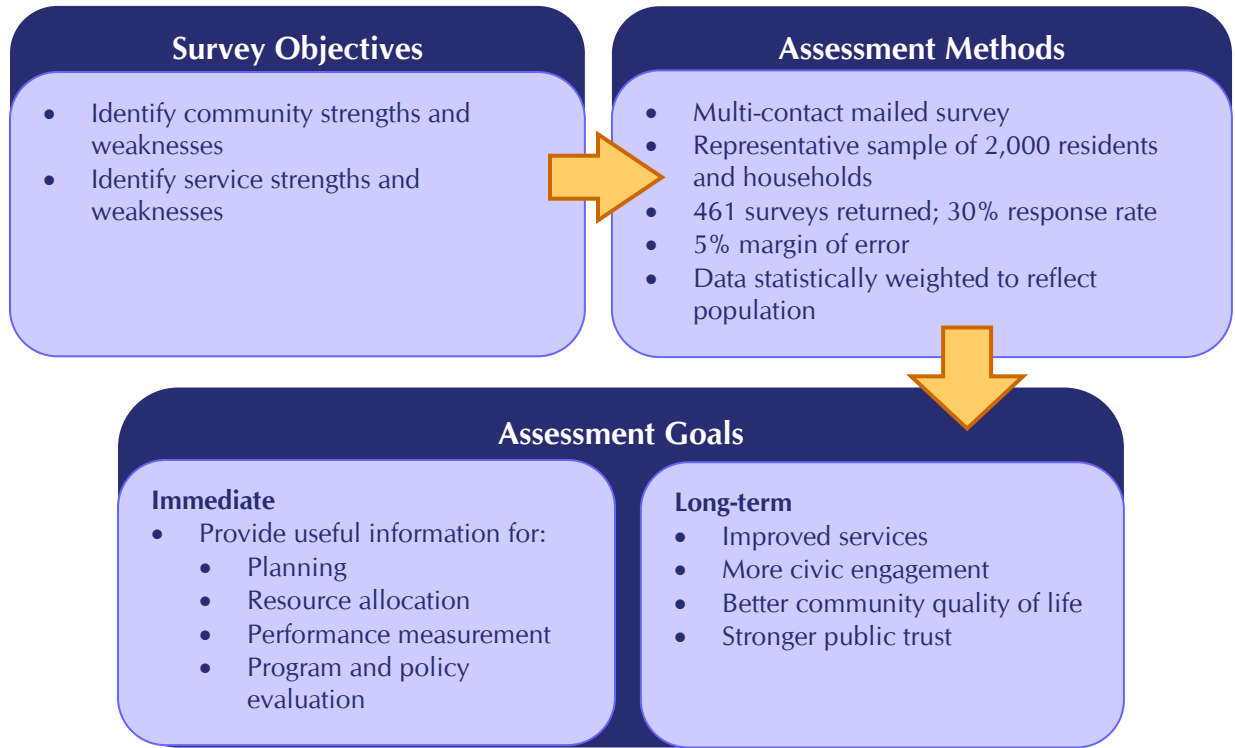 Survey Objectives
• Identify community strengths and
weaknesses
• Identify service strengths and
weaknesses
Assessment Methods
• Multi-contact mailed survey
• Representative sample of 2,000 residents
and households
• 461 surveys returned; 30% response rate
• 5% margin of error
• Data statistically weighted to reflect
population
Assessment Goals
Immediate
• Provide useful information for:
• Planning
• Resource allocation
• Performance measurement
• Program and policy
evaluation
Long-term
• Improved services
• More civic engagement
• Better community quality of life
• Stronger public trust